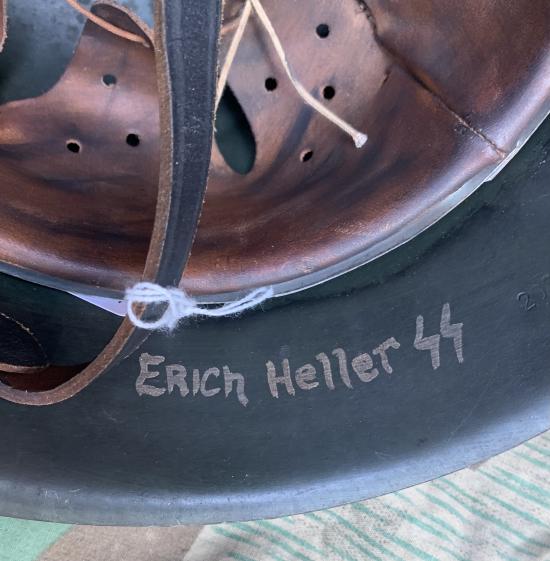 Erich Heller ᛋᛋ